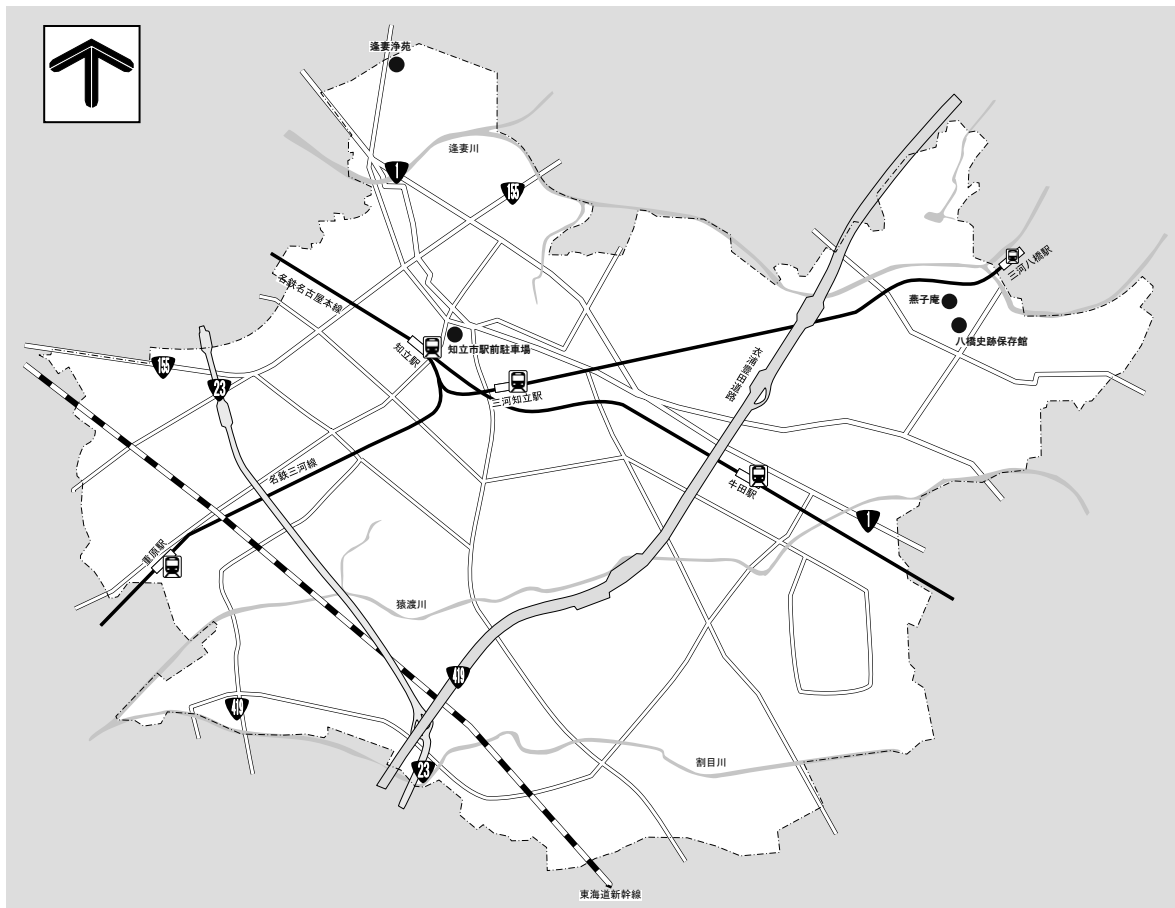 逢妻浄苑
逢妻川
1
155
三河八橋駅
名鉄名古屋本線
燕子庵
八橋史跡保存館
知立駅
知立市駅前駐車場
衣浦豊田道路
155
23
三河知立駅
名鉄三河線
牛田駅
1
重原駅
猿渡川
419
419
23
割目川
東海道新幹線